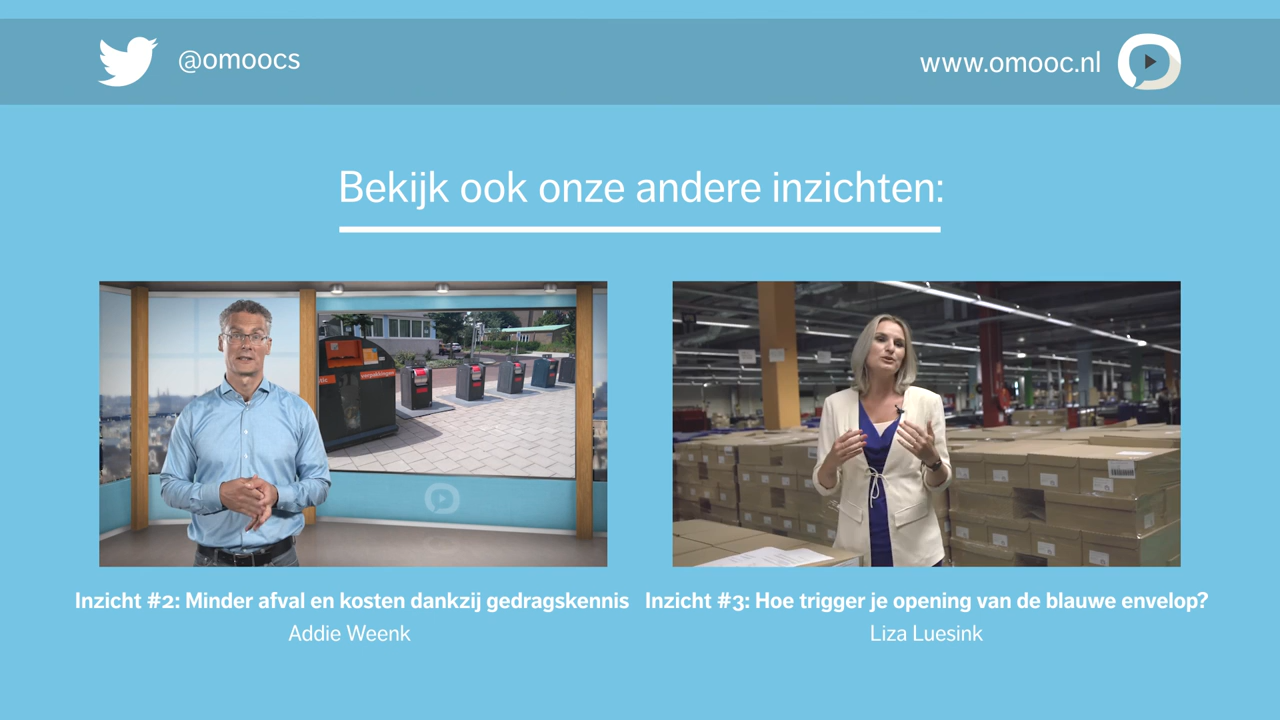 @omoocs
www.omooc.nl
Bekijk ook onze andere inzichten:
verpakkingen
Inzicht #2: Minder afval en kosten dankzij gedragskennis
Addie Weenk
Inzicht #3: Hoe trigger je opening van de blauwe envelop?
Liza Luesink